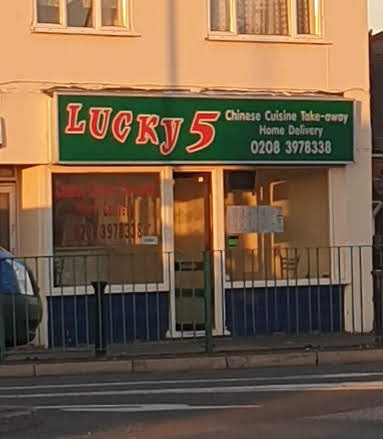 LUCKY 5
Chinese Cuisine Take-away
Home Delivery
0208 3978338